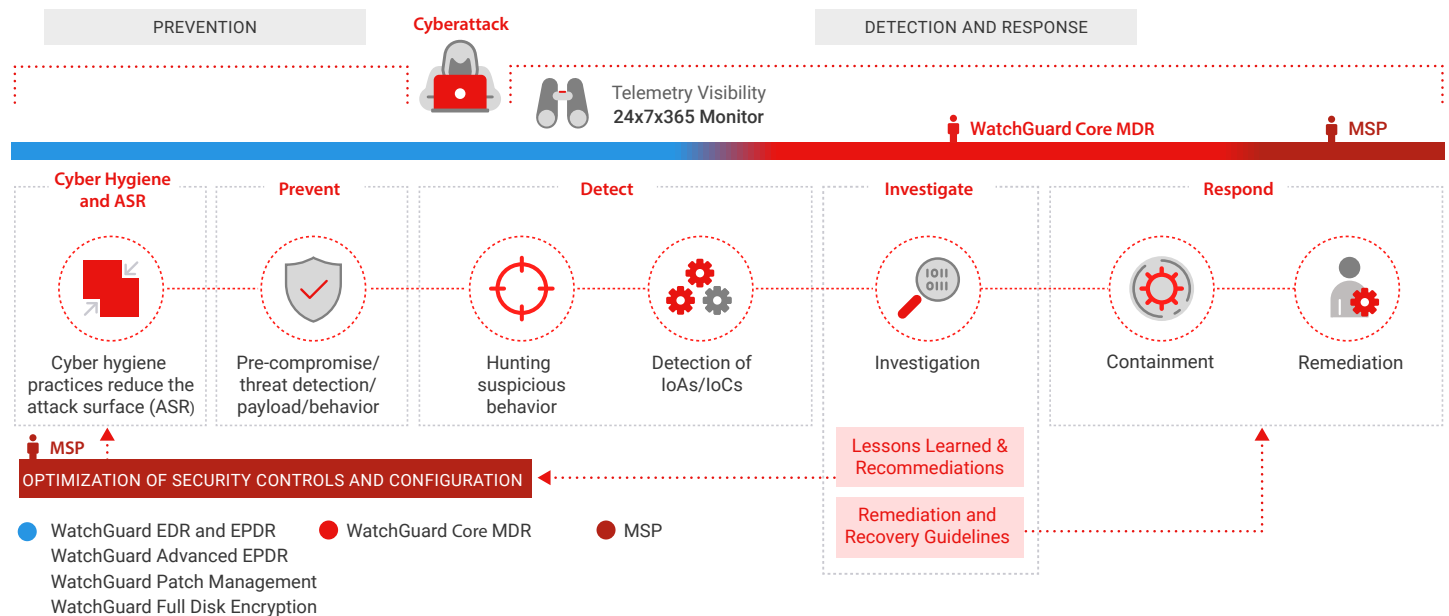 PREVENTION
Cyberattack
DETECTION AND RESPONSE
Telemetry Visibility
24x7x365 Monitor
WatchGuard Core MDR
MSP
Cyber Hygiene
and ASR
Prevent
Detect
Investigate
Respond
1011
0111
Cyber hygiene
practices reduce the
attack surface (ASR)
Pre-compromise/
threat detection/
payload/behavior
Hunting
suspicious
behavior
Detection of
IoAs/IoCs
Investigation
Containment
Remediation
MSP
OPTIMIZATION OF SECURITY CONTROLS AND CONFIGURATION
Lessons Learned &
Recommediations
Remediation and
Recovery Guidelines
WatchGuard EDR and EPDR
WatchGuard Advanced EPDR
WatchGuard Patch Management
WatchGuard Full Disk Encryption
WatchGuard Core MDR
MSP